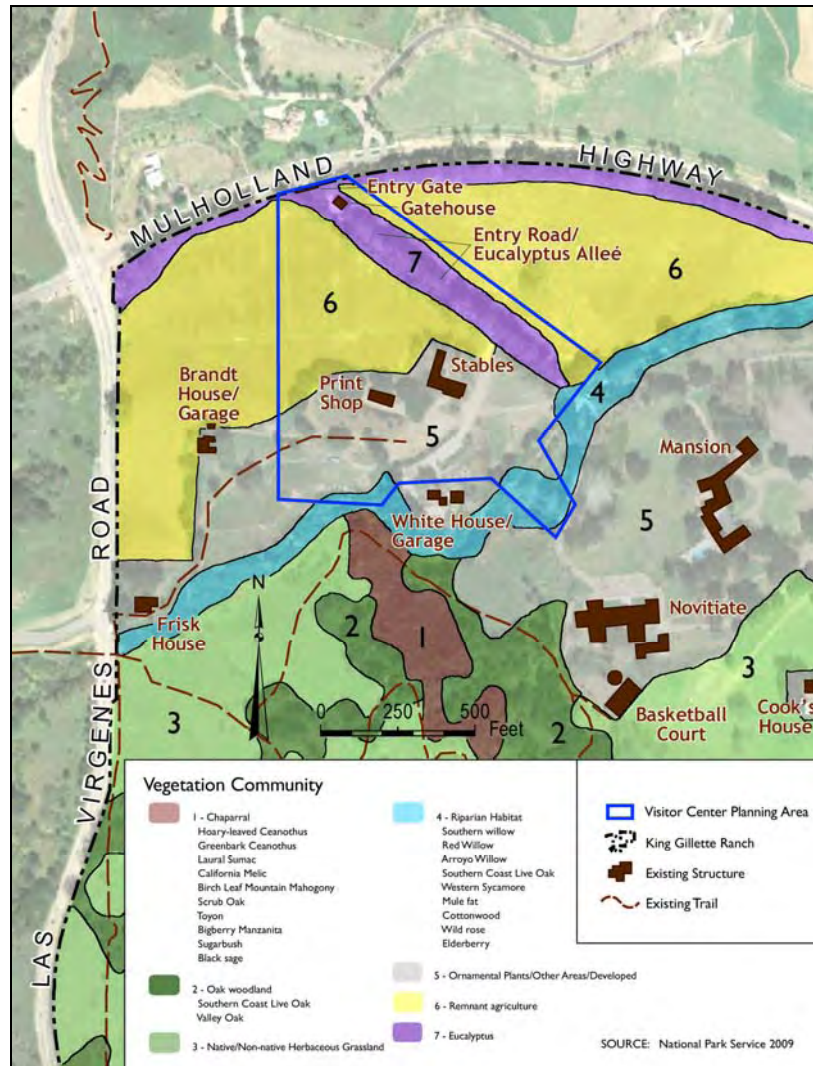 MULHOLLAND HIGHWAY
Entry Gate
Gatehouse
Entry Road/
Eucalyptus Alleé
7
6
6
Brandt
House/
Garage
Print
Shop
Stables
4
5
Mansion
ROAD
White House/
Garage
5
N
Novitiate
Frisk
House
2
1
3
3
0 250 500
Feet
Basketball
Court
Cook's
House
2
VIRGENES
LAS
Vegetation Community
1 - Chaparral
Hoary-leaved Ceanothus
Greenbark Ceanothus
Laural Sumac
California Melic
Birch Leaf Mountain Mahogony
Scrub Oak
Toyon
Bigberry Manzanita
Sugarbush
Black sage
2 - Oak woodland
Southern Coast Live Oak
Valley Oak
3 - Native/Non-native Herbaceous Grassland
4 - Riparian Habitat
Southern willow
Red Willow
Arroyo Willow
Southern Coast Live Oak
Western Sycamore
Mule fat
Cottonwood
Wild rose
Elderberry
5 - Ornamental Plants/Other Areas/Developed
6 - Remnant agriculture
7 - Eucalyptus
Visitor Center Planning Area
King Gillette Ranch
Existing Structure
Existing Trail
SOURCE: National Park Service 2009